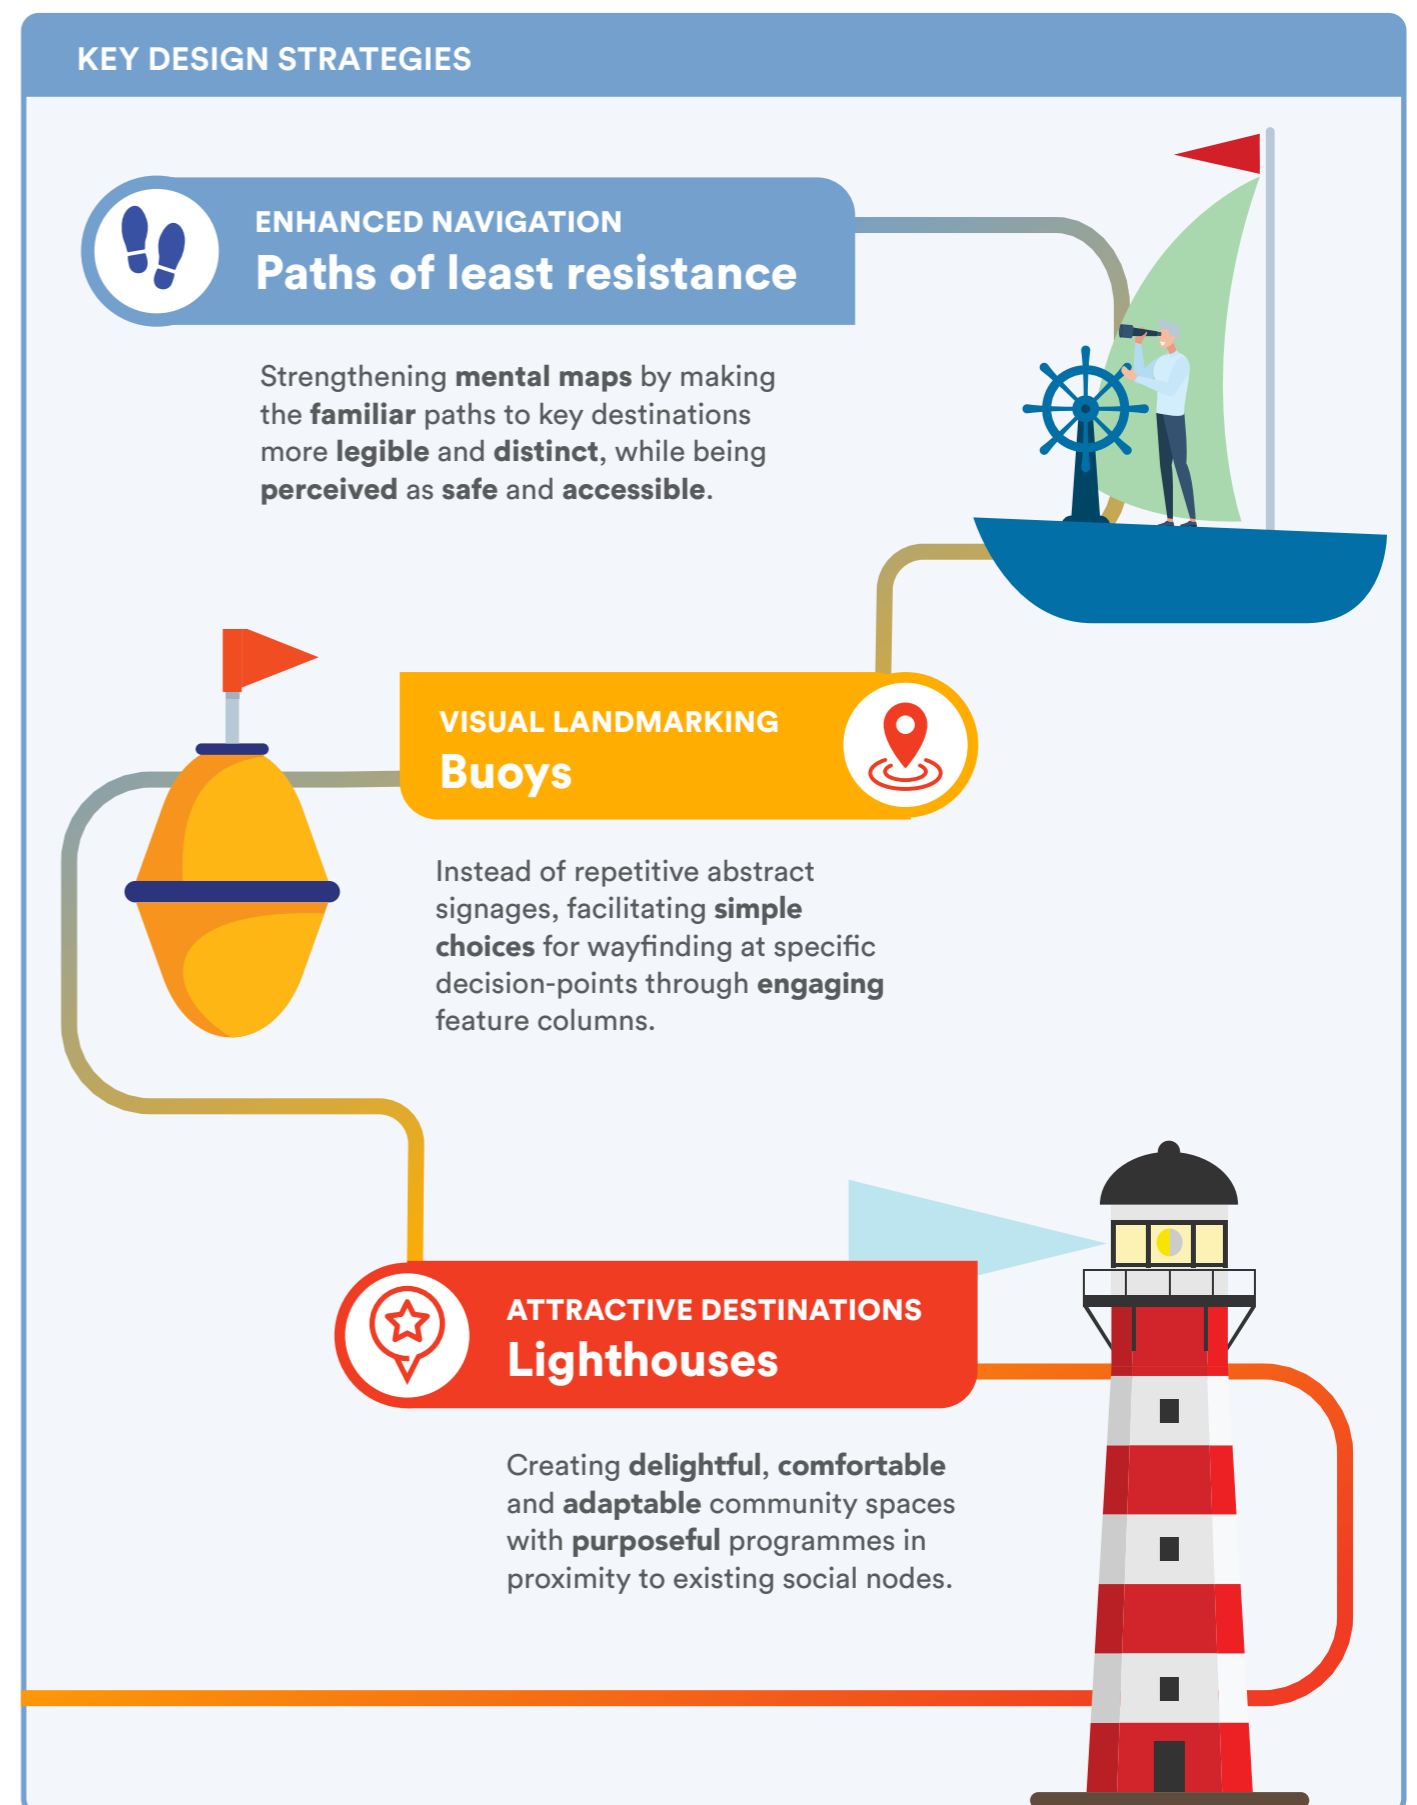 KEY DESIGN STRATEGIES
ENHANCED NAVIGATION
Paths of least resistance
Strengthening mental maps by making
the familiar paths to key destinations
more legible and distinct, while being
perceived as safe and accessible.
VISUAL LANDMARKING
Buoys
Instead of repetitive abstract
signages, facilitating simple
choices for wayfinding at specific
decision-points through engaging
feature columns.
ATTRACTIVE DESTINATIONS
Lighthouses
Creating delightful, comfortable
and adaptable community spaces
with purposeful programmes in
proximity to existing social nodes.